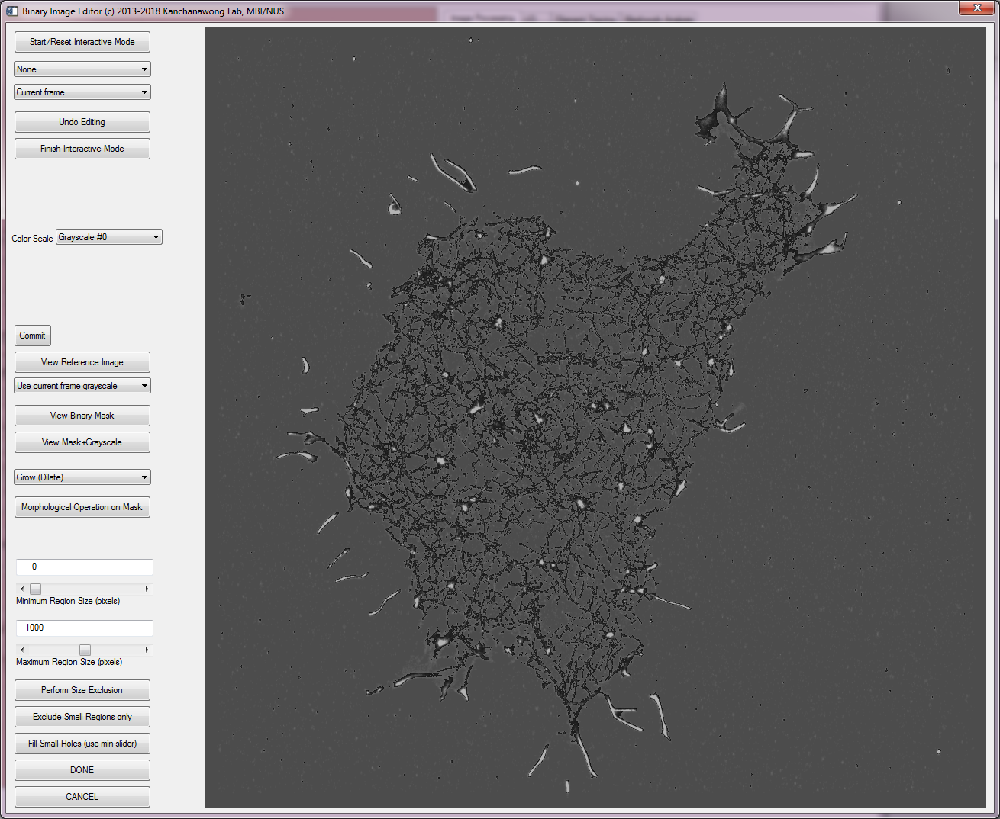 Binary Image Editor (c) 2013-2018 Kanchanawong Lab, MBI/NUS
Start/Reset Interactive Mode
None
Current frame
Undo Editing
Finish Interactive Mode
Color Scale Grayscale #0
Commit
View Reference Image
Use current frame grayscale
View Binary Mask
View Mask+Grayscale
Grow (Dilate)
Morphological Operation on Mask
0
Minimum Region Size (pixels)
1000
Maximum Region Size (pixels)
Perform Size Exclusion
Exclude Small Regions only
Fill Small Holes (use min slider)
DONE
CANCEL